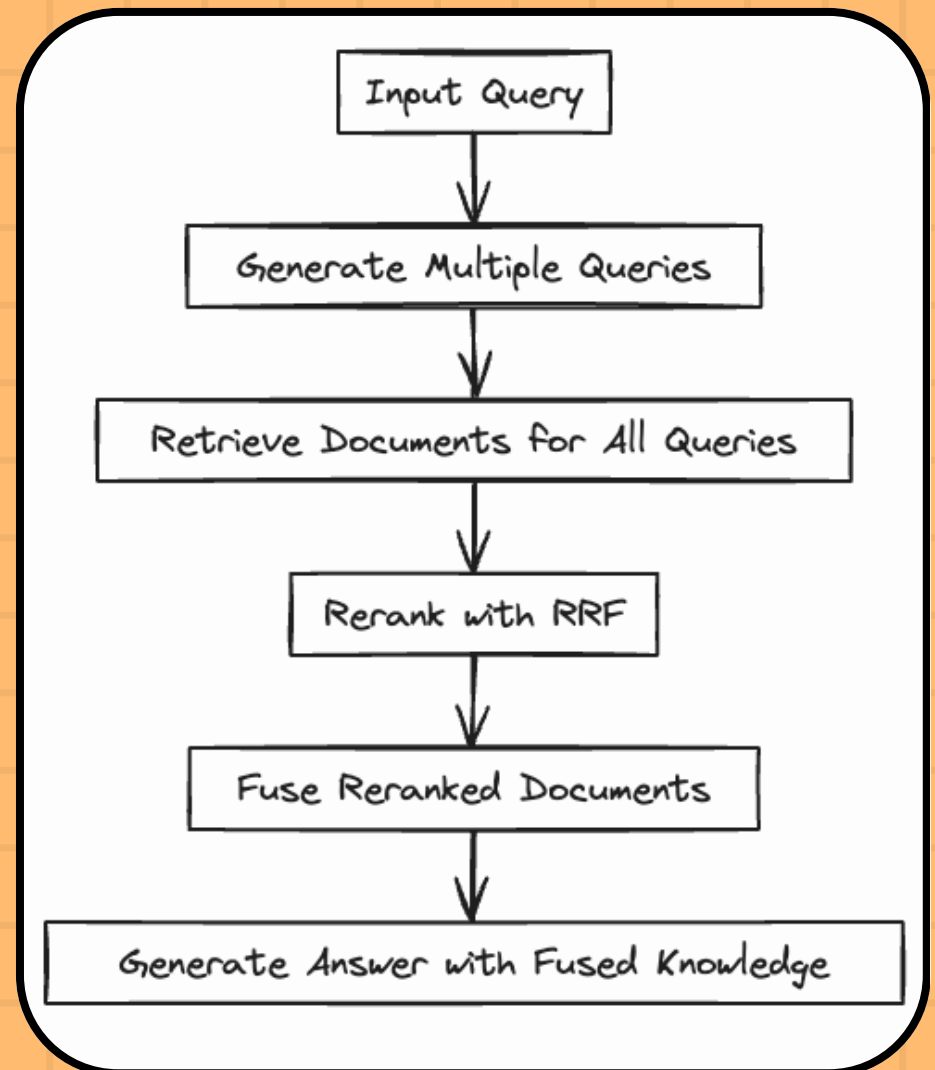 Input Query
Generate Multiple Queries
Retrieve Documents for All Queries
Rerank with RRF
Fuse Reranked Documents
Generate Answer with Fused Knowledge